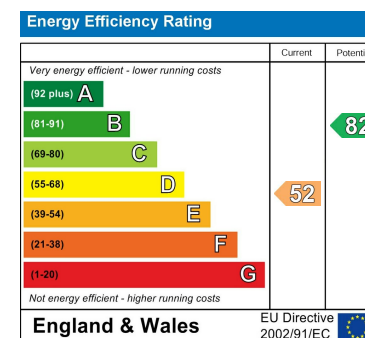 Energy Efficiency Rating
Current Potenti
Very energy efficient - lower running costs
(92 plus) A
(81-91) B
82
(69-80) C
(55-68) D
52
(39-54) E
(21-38) F
(1-20) G
Not energy efficient - higher running costs
England & Wales
EU Directive
2002/91/EC